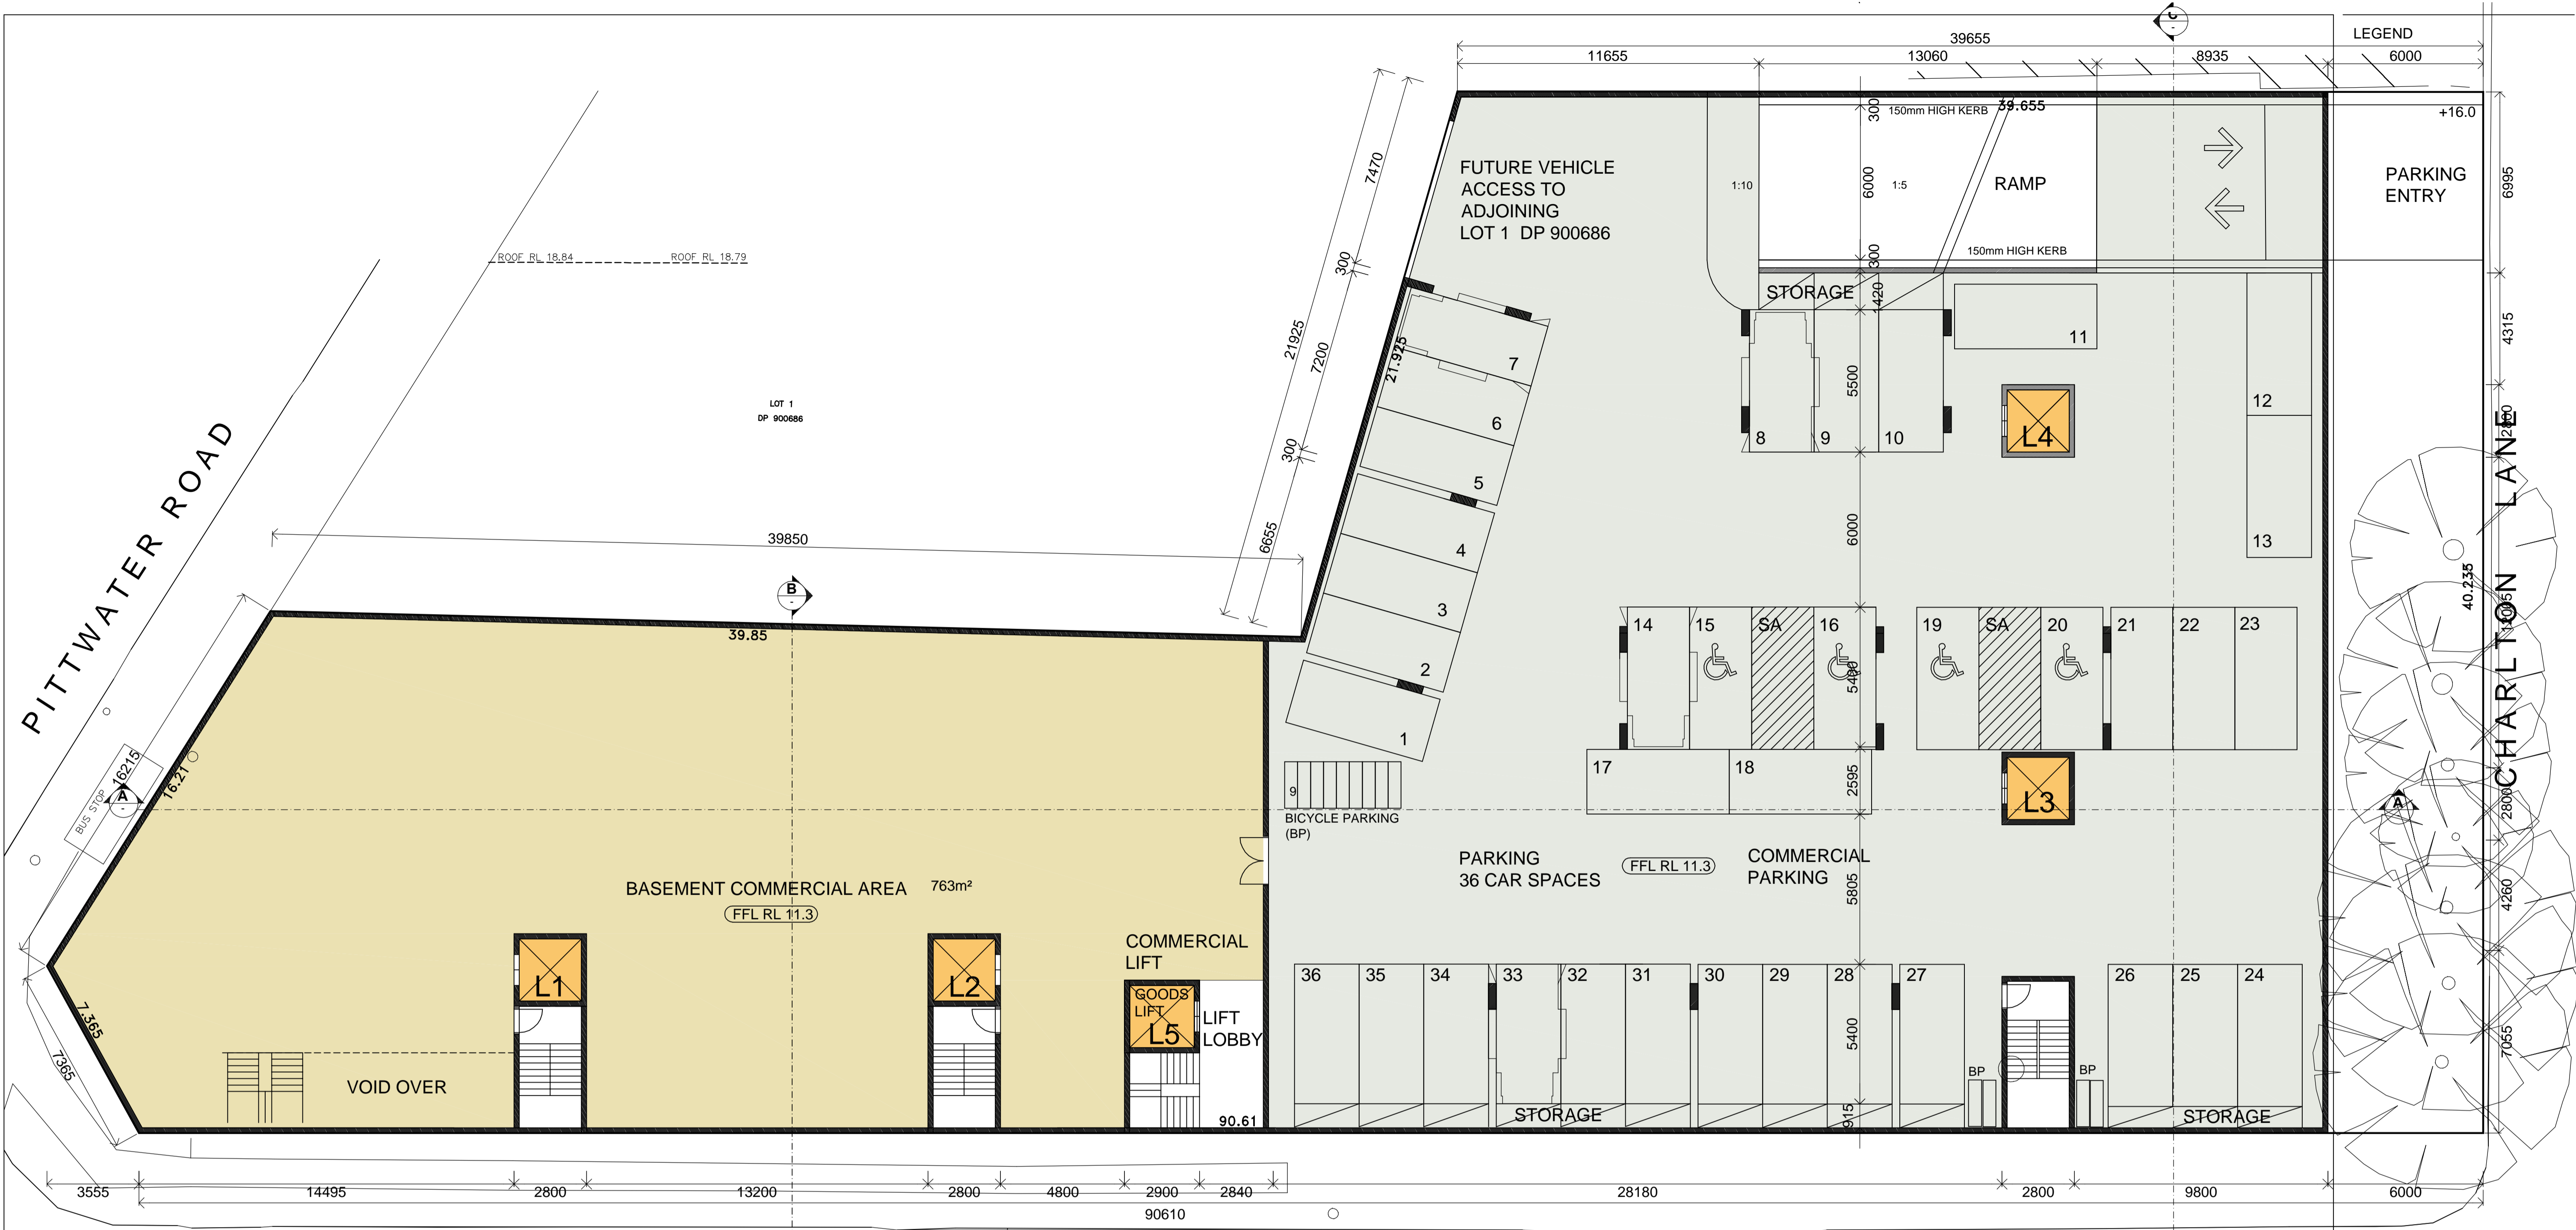 C
-
LEGEND
39655
11655
13060
8935
6000
300
150mm HIGH KERB
39.655
+16.0
7470
FUTURE VEHICLE
ACCESS TO
ADJOINING
LOT 1 DP 900686
1:10
6000
1:5
RAMP
PARKING
ENTRY
6995
ROOF RL 18.84
ROOF RL 18.79
300
300
150mm HIGH KERB
STORAGE
1420
21925
7200
21.925
7
11
4315
LOT 1
DP 900686
5500
12
6
8
9
10
L4
2800
PITTWATER ROAD
300
5
6655
4
6000
13
39850
CHARLTON LANE
40.235
12005
B
-
3
39.85
14
15
SA
16
19
SA
20
21
22
23
2
5400
1
16215
16.21
BUS STOP
A
-
17
18
2595
9
BICYCLE PARKING
(BP)
L3
2800
A
-
BASEMENT COMMERCIAL AREA
763m²
FFL RL 11.3
PARKING
36 CAR SPACES
FFL RL 11.3
COMMERCIAL
PARKING
5805
4260
COMMERCIAL
LIFT
36
35
34
33
32
31
30
29
28
27
26
25
24
L1
L2
GOODS
LIFT
L5
LIFT
LOBBY
7.365
7365
5400
7055
VOID OVER
BP
BP
90.61
STORAGE
915
STORAGE
3555
14495
2800
13200
2800
4800
2900
2840
28180
2800
9800
6000
90610